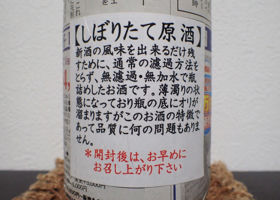 【しぼりたて原酒】
新酒の風味を出来るだけ残
すために、通常の濾過方法を
とらず、無濾過・無加水で瓶
詰めしたお酒です。薄濁りの状
態になっており瓶の底にオリが
溜まりますがこのお酒の特徴で
あって品質に何の問題もありま
せん。
＊開封後は、お早めに
お召し上がり下さい